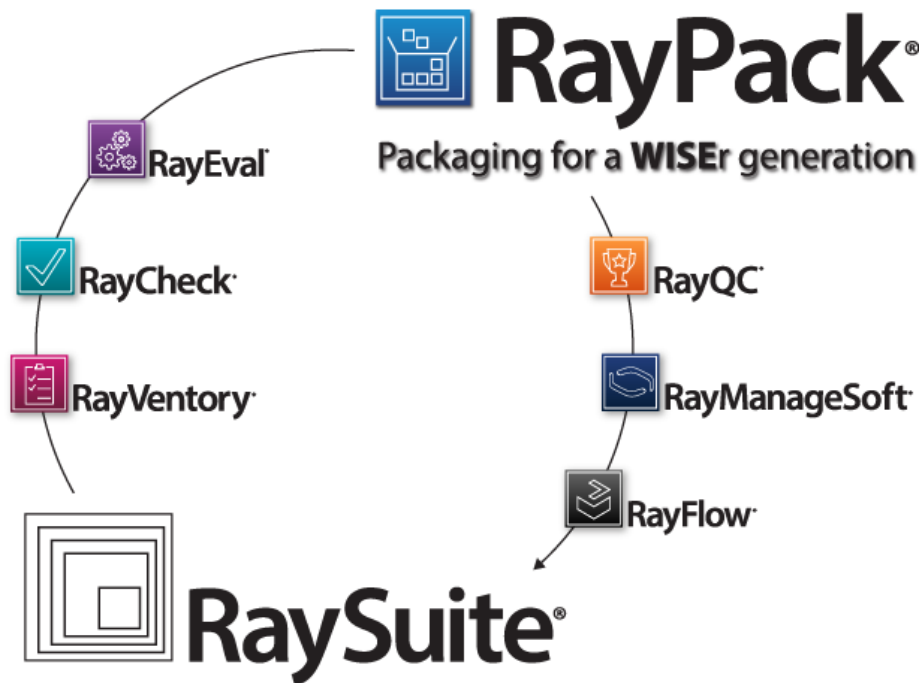 RayPack®
Packaging for a WISEr generation
RayEval
RayCheck
RayVentory
RayQC
RayManageSoft
RayFlow
RaySuite®